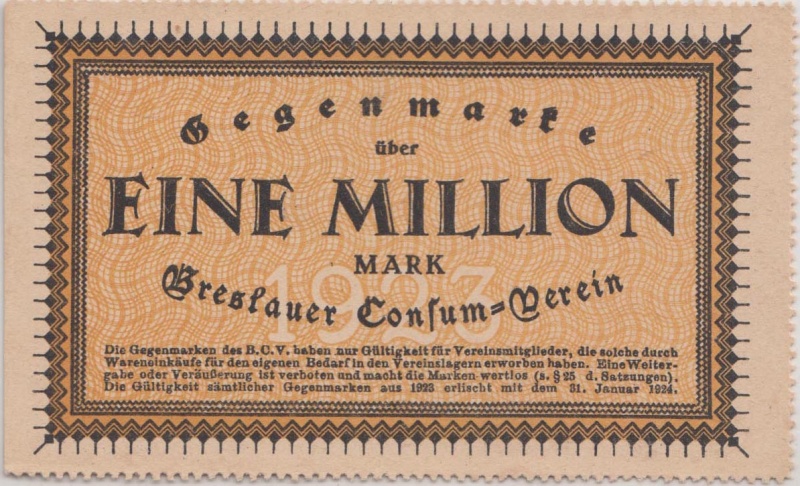 Gegenmarke
über
EINE MILLION
MARK
1923
Breslauer Consum=Verein
Die Gegenmarken des B.C.V. haben nur Gültigkeit für Vereinsmitglieder, die solche durch
Wareneinkäufe für den eigenen Bedarf in den Vereinslagern erworben haben. Eine Weiter-
gabe oder Veräußerung ist verboten und macht die Marken wertlos (s. § 25 d. Satzungen).
Die Gültigkeit sämtlicher Gegenmarken aus 1923 erlischt mit dem 31. Januar 1924.